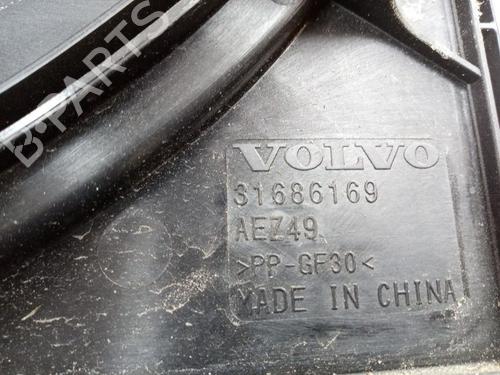 B-PARTS
VOLVO
31686169
AEZ49
>PP-GF30<
MADE IN CHINA